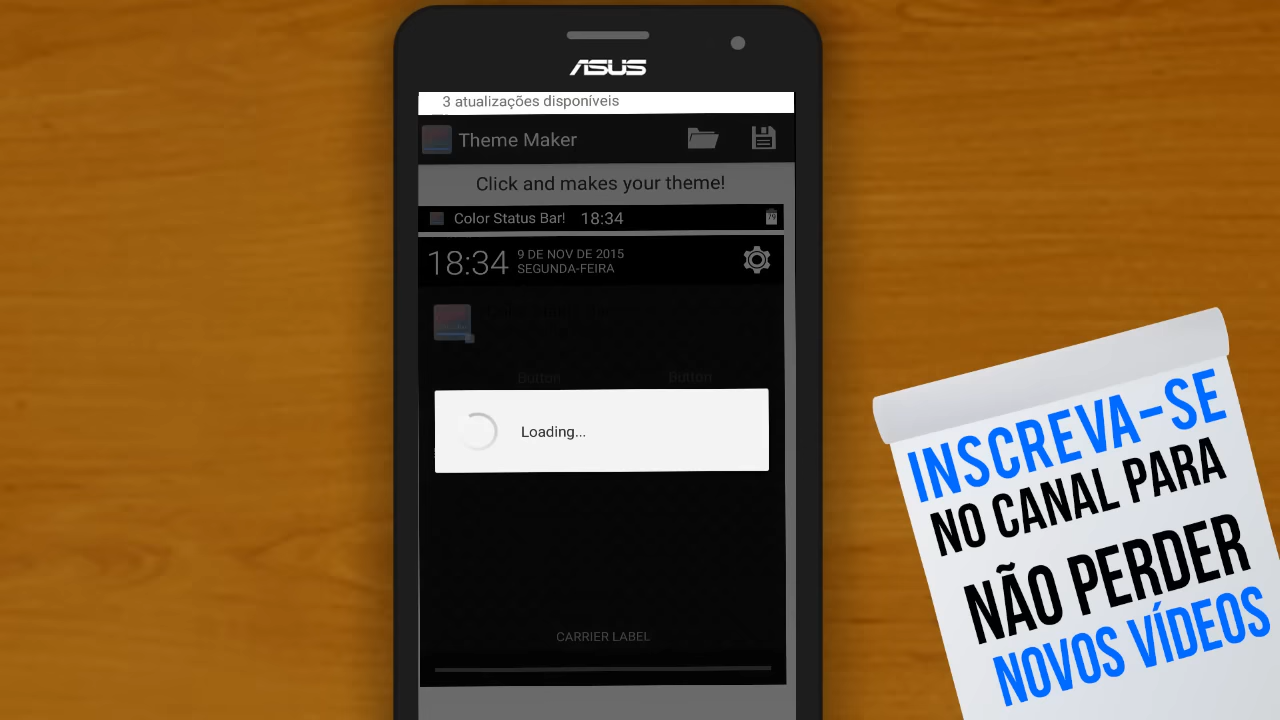 ASUS
3 atualizações disponíveis
Theme Maker
Click and makes your theme!
Color Status Bar! 18:34
18:34
9 DE NOV DE 2015
SEGUNDA-FEIRA
Button Button
Loading...
CARRIER LABEL
INSCREVA-SE
NO CANAL PARA
NÃO PERDER
NOVOS VÍDEOS